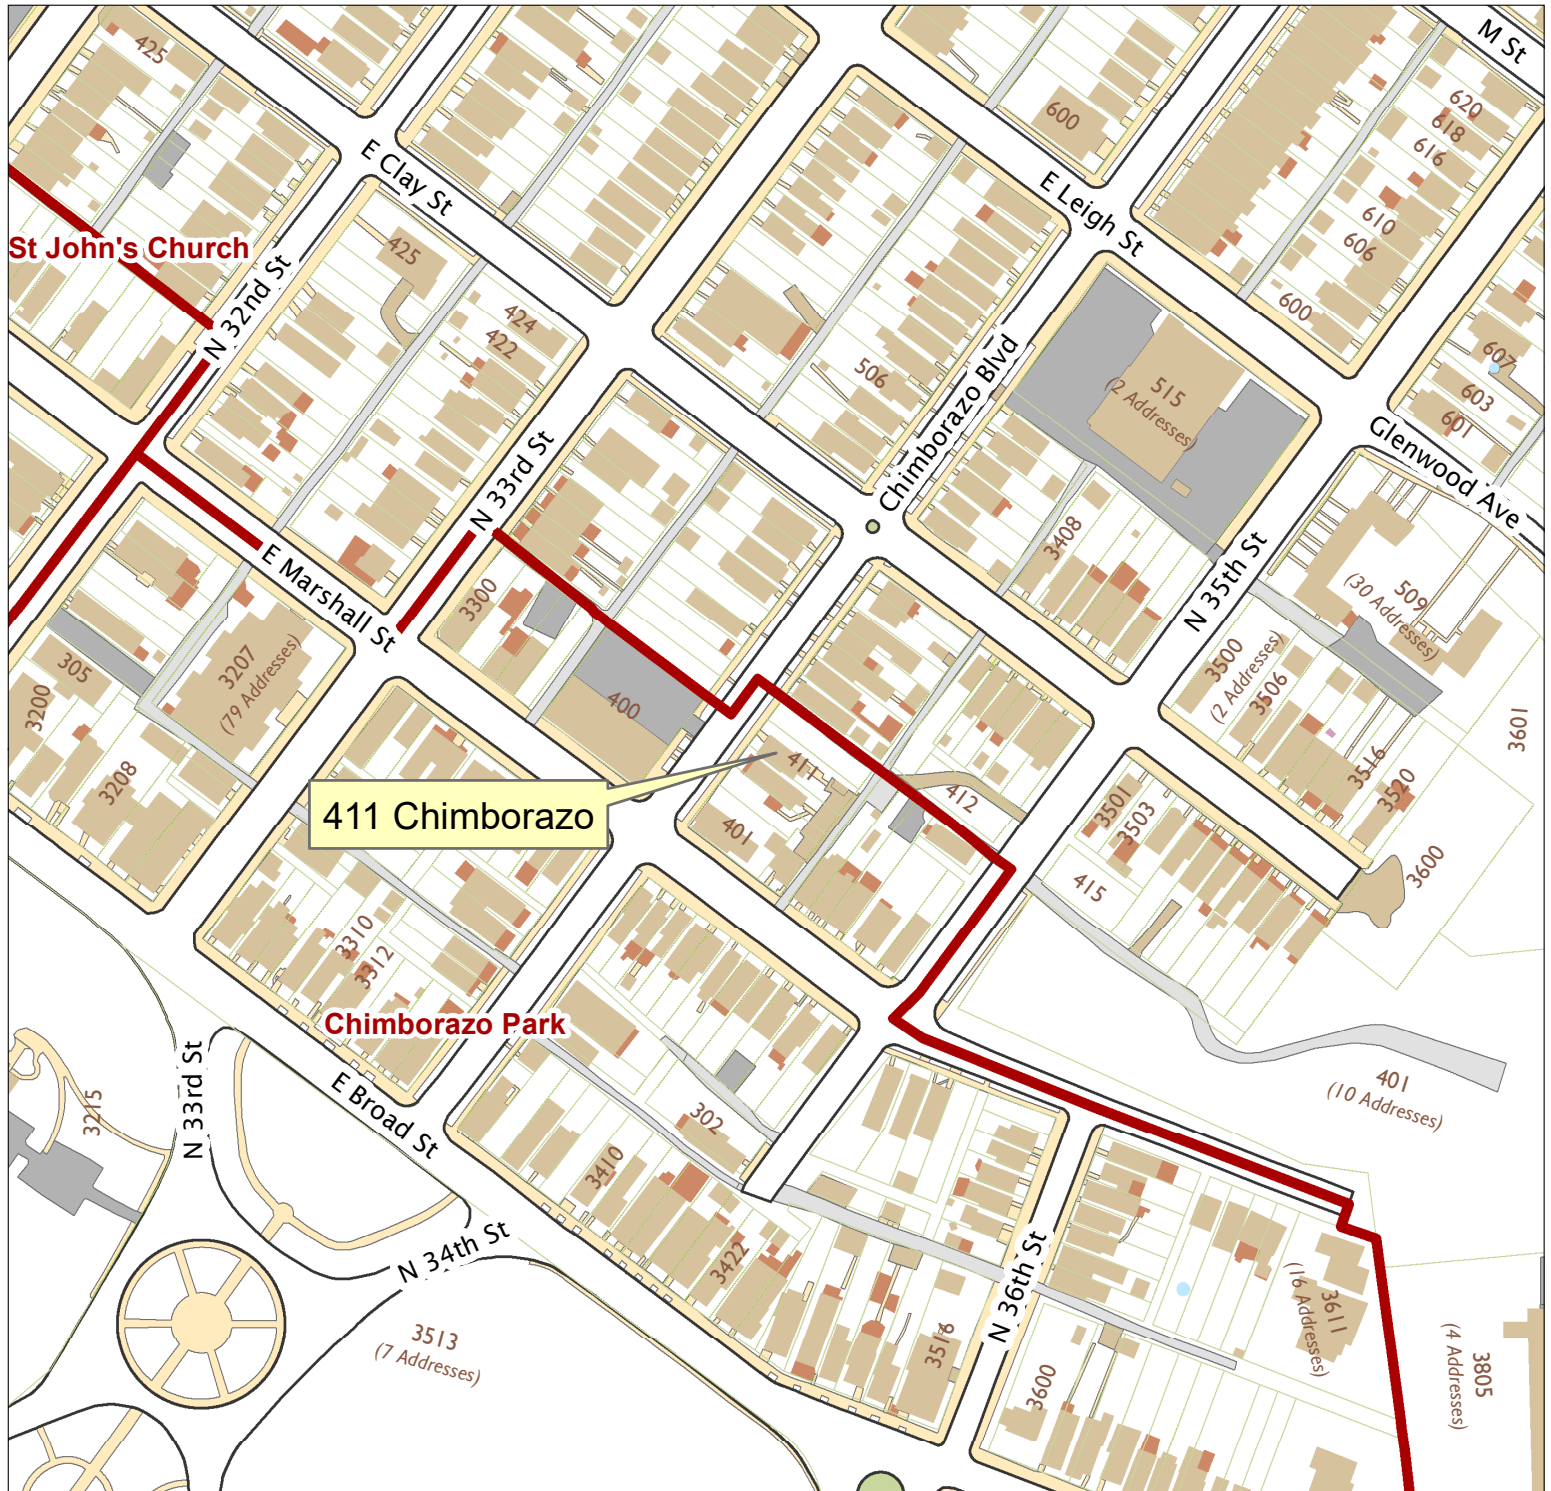 M St
425
620
618
616
600
E Clay St
E Leigh St
610
606
St John's Church
425
N 32nd St
600
424
422
607
603
601
506
Chimborazo Blvd
515
(2 Addresses)
Glenwood Ave
N 33rd St
3408
N 35th St
509
(30 Addresses)
E Marshall St
3300
3207
(79 Addresses)
305
3200
3208
3500
(2 Addresses)
3506
3601
400
411
412
411 Chimborazo
401
3516
3520
3501
3503
415
3600
3310
3312
Chimborazo Park
N 33rd St
E Broad St
3215
302
401
(10 Addresses)
3410
N 34th St
3422
N 36th St
3611
(16 Addresses)
3513
(7 Addresses)
3516
3600
3805
(4 Addresses)